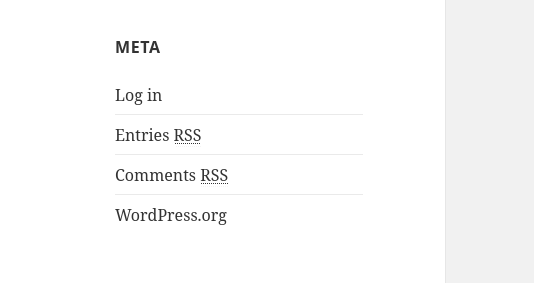 META
Log in
Entries RSS
Comments RSS
WordPress.org